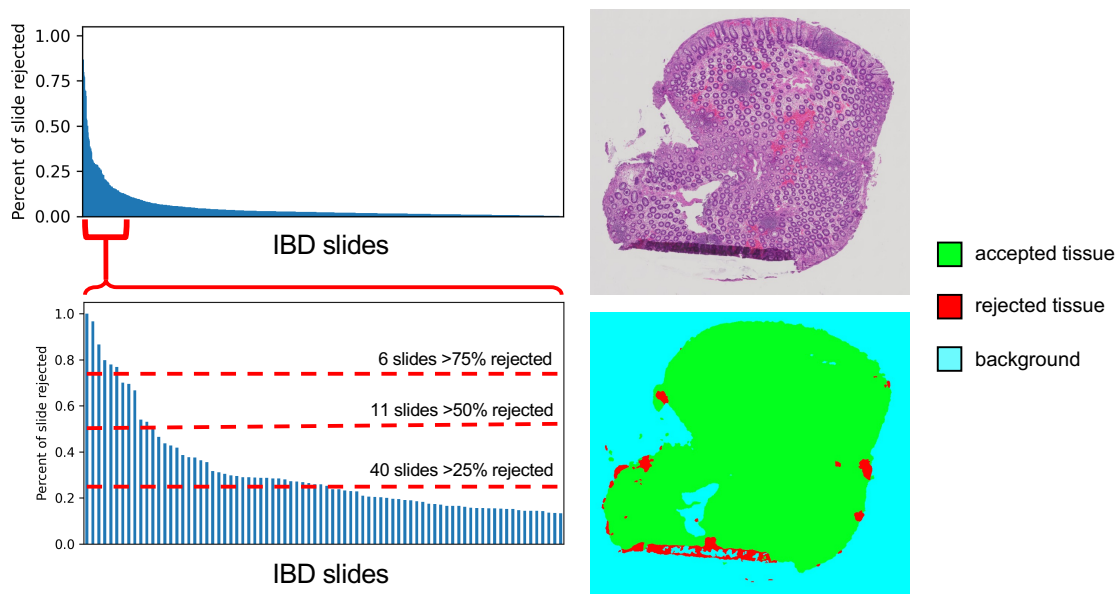 Percent of slide rejected
1.00
0.75
0.50
0.25
0.00
IBD slides
Percent of slide rejected
1.0
0.8
0.6
0.4
0.2
0.0
6 slides >75% rejected
11 slides >50% rejected
40 slides >25% rejected
IBD slides
accepted tissue
rejected tissue
background